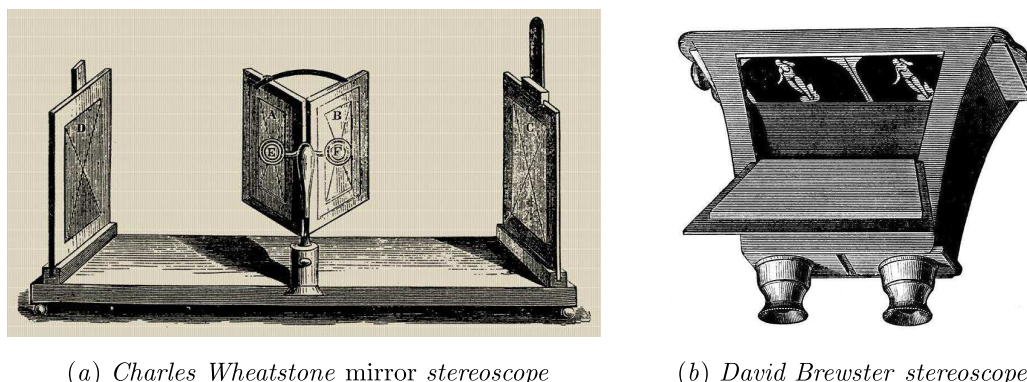 D
A
B
C
E
F
(a) Charles Wheatstone mirror stereoscope
(b) David Brewster stereoscope